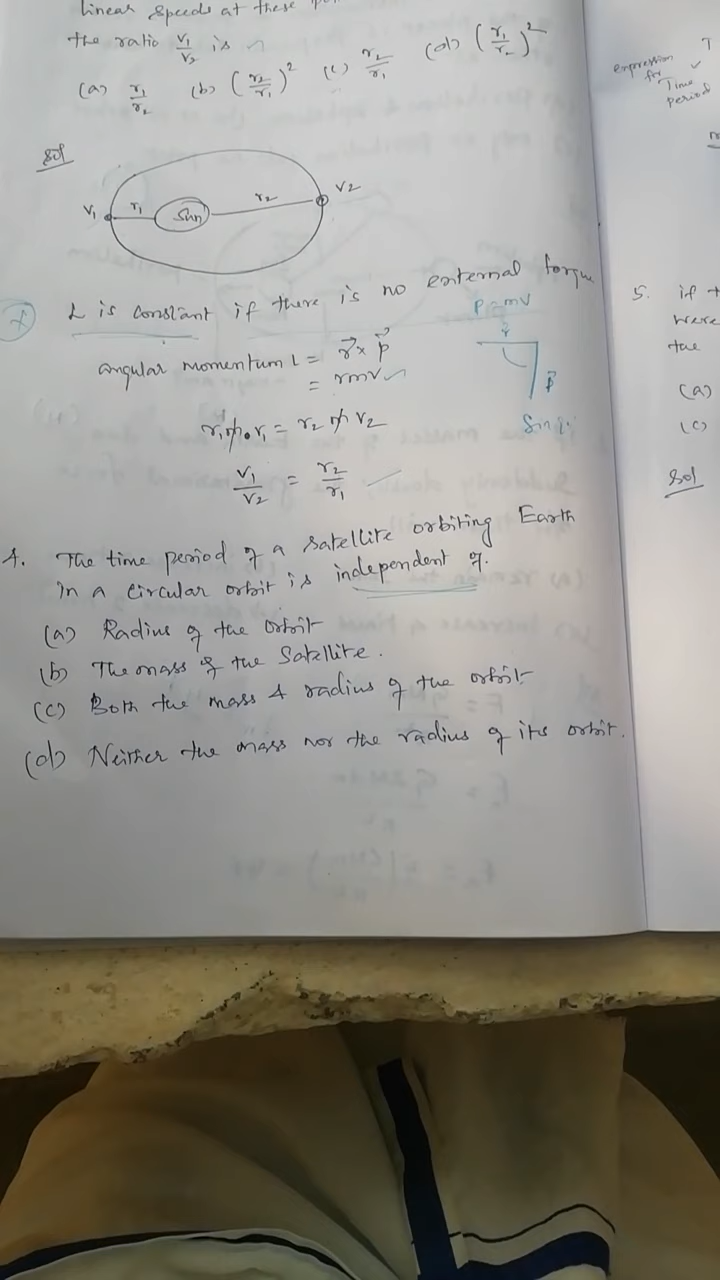 linear speeds at these
the ratio v1/v2 is
(a) r1/r2 (b) (r2/r1)² (c) r2/r1 (d) (r1/r2)²
Sol
v1 r1 Sun r2 v2
L is constant if there is no external torque
P = mv
angular momentum L = r⃗ × p⃗
= rmv
r⃗
p⃗
r1 m v1 = r2 m v2
v1/v2 = r2/r1
4. The time period of a satellite orbiting Earth
in a circular orbit is independent of.
(a) Radius of the orbit
(b) The mass of the Satellite.
(c) Both the mass & radius of the orbit
(d) Neither the mass nor the radius of its orbit.
expression T
for Time
period
5. if t
were
the
(a)
(c)
Sol